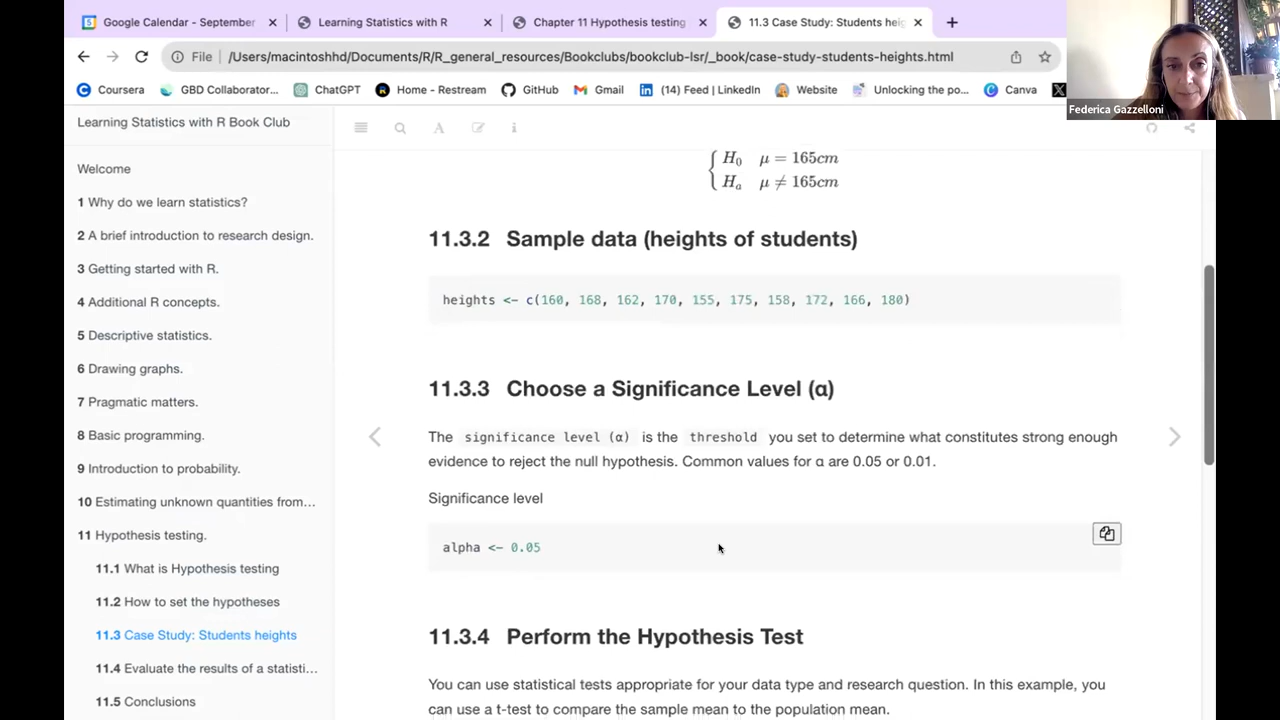 Google Calendar - September
Learning Statistics with R
Chapter 11 Hypothesis testing
11.3 Case Study: Students heig
File /Users/macintoshhd/Documents/R/R_general_resources/Bookclubs/bookclub-lsr/_book/case-study-students-heights.html
Coursera GBD Collaborator... ChatGPT Home - Restream GitHub Gmail (14) Feed | LinkedIn Website Unlocking the po... Canva X
Federica Gazzelloni
Learning Statistics with R Book Club
Welcome
1 Why do we learn statistics?
2 A brief introduction to research design.
3 Getting started with R.
4 Additional R concepts.
5 Descriptive statistics.
6 Drawing graphs.
7 Pragmatic matters.
8 Basic programming.
9 Introduction to probability.
10 Estimating unknown quantities from...
11 Hypothesis testing.
11.1 What is Hypothesis testing
11.2 How to set the hypotheses
11.3 Case Study: Students heights
11.4 Evaluate the results of a statisti...
11.5 Conclusions
H0 μ = 165cm
Ha μ ≠ 165cm
11.3.2 Sample data (heights of students)
heights <- c(160, 168, 162, 170, 155, 175, 158, 172, 166, 180)
11.3.3 Choose a Significance Level (α)
The significance level (α) is the threshold you set to determine what constitutes strong enough
evidence to reject the null hypothesis. Common values for α are 0.05 or 0.01.
Significance level
alpha <- 0.05
11.3.4 Perform the Hypothesis Test
You can use statistical tests appropriate for your data type and research question. In this example, you
can use a t-test to compare the sample mean to the population mean.